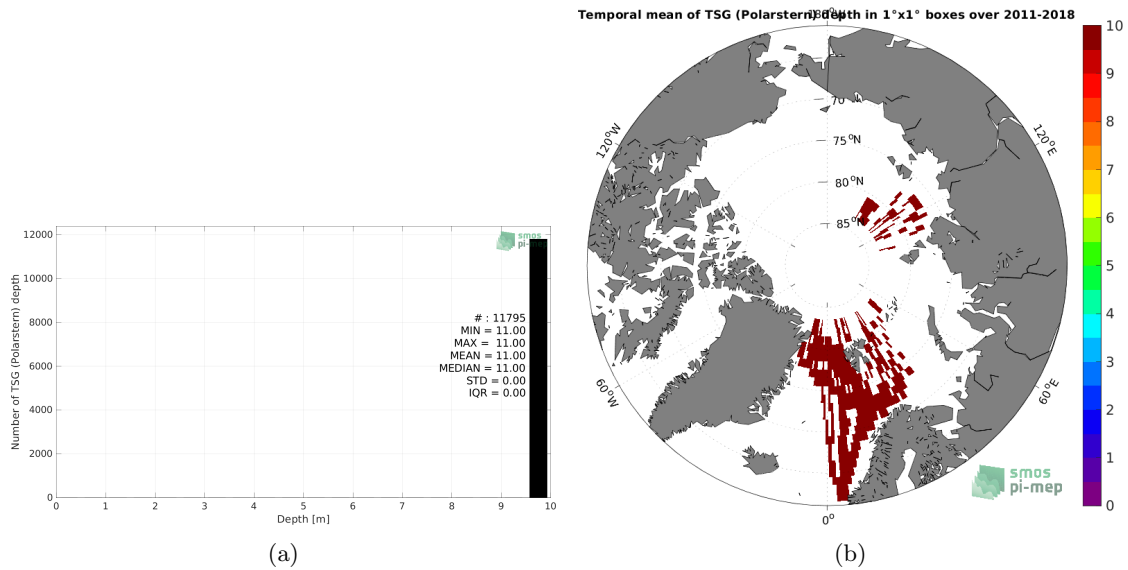 Temporal mean of TSG (Polarstern) depth in 1°x1° boxes over 2011-2018
12000
10000
8000
6000
4000
2000
0
Number of TSG (Polarstern) depth
smos
pi-mep
# : 11795
MIN = 11.00
MAX = 11.00
MEAN = 11.00
MEDIAN = 11.00
STD = 0.00
IQR = 0.00
0 1 2 3 4 5 6 7 8 9 10
Depth [m]
(a)
180°W
120°W
120°E
60°W
60°E
0°
70°N
75°N
80°N
85°N
smos
pi-mep
10
9
8
7
6
5
4
3
2
1
0
(b)